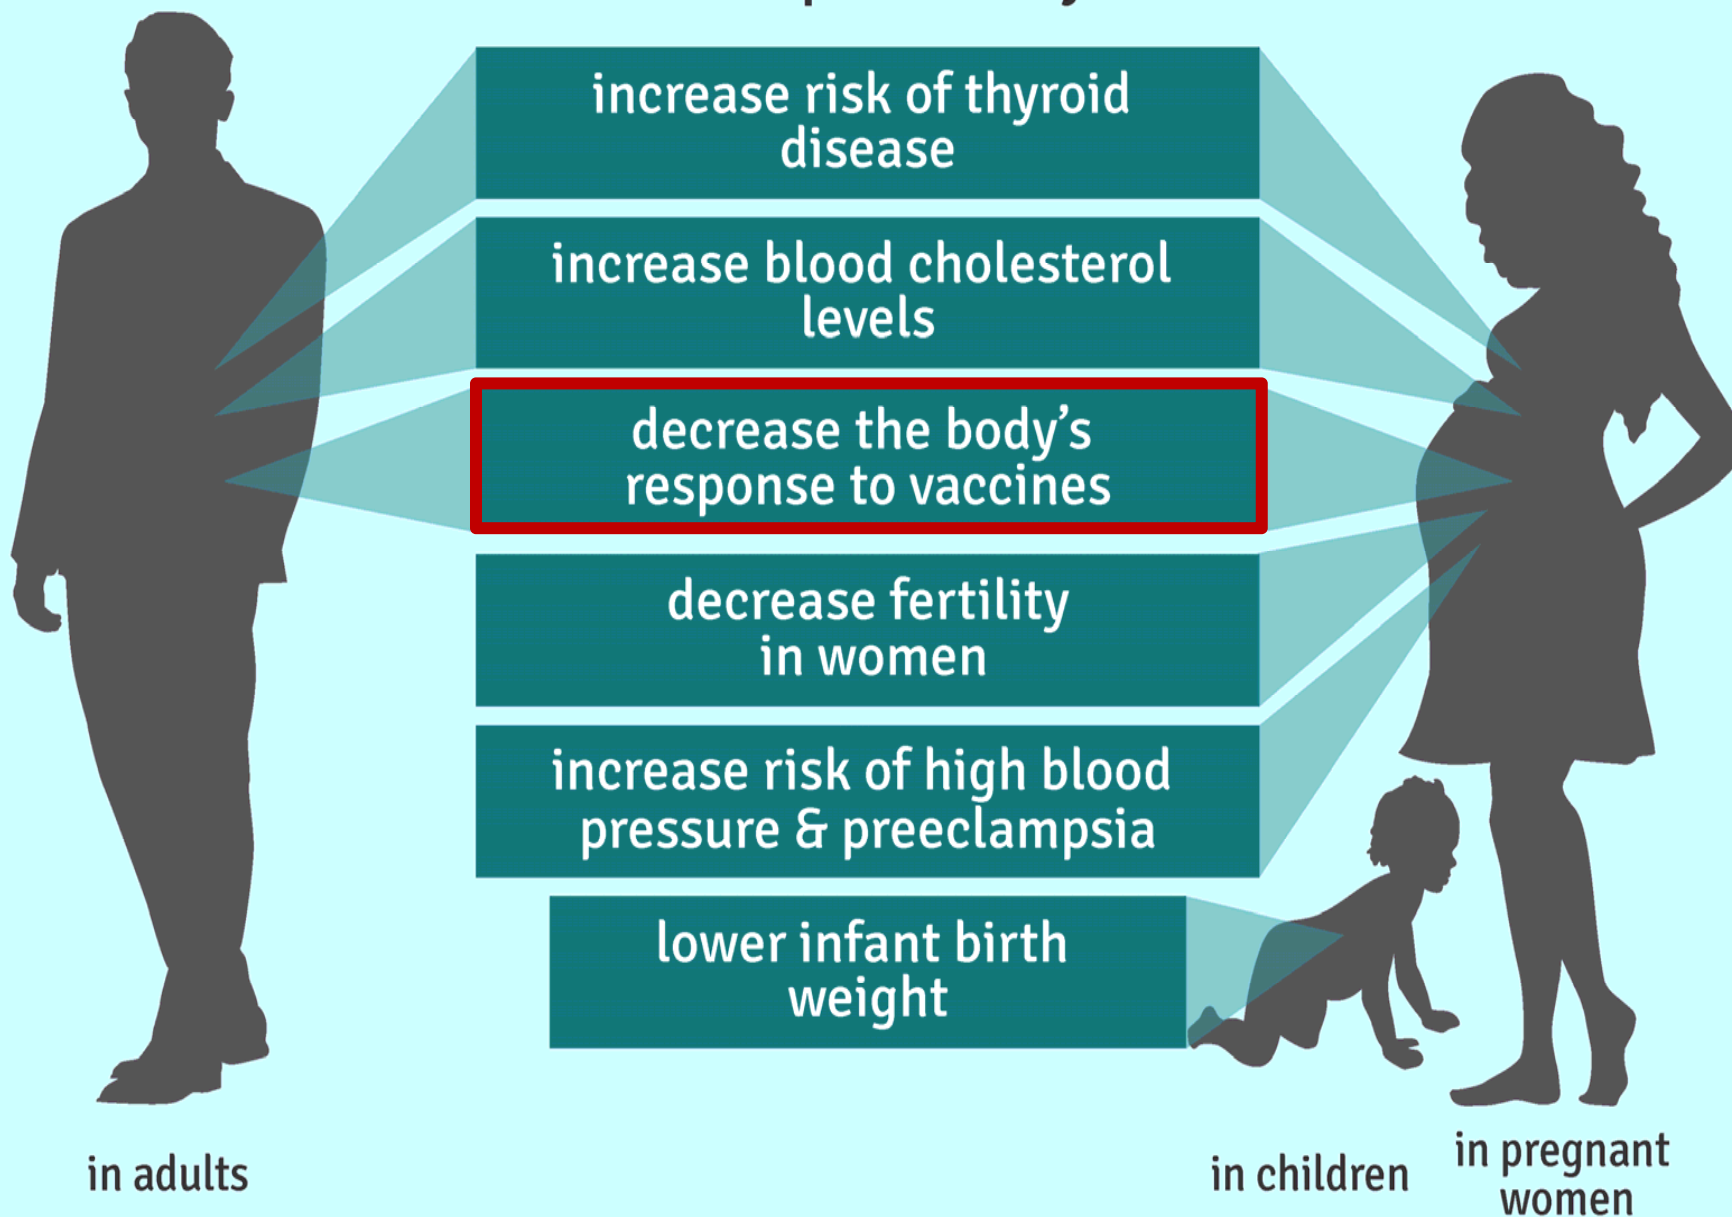 increase risk of thyroid
disease
increase blood cholesterol
levels
decrease the body’s
response to vaccines
decrease fertility
in women
increase risk of high blood
pressure & preeclampsia
lower infant birth
weight
in adults
in children
in pregnant
women